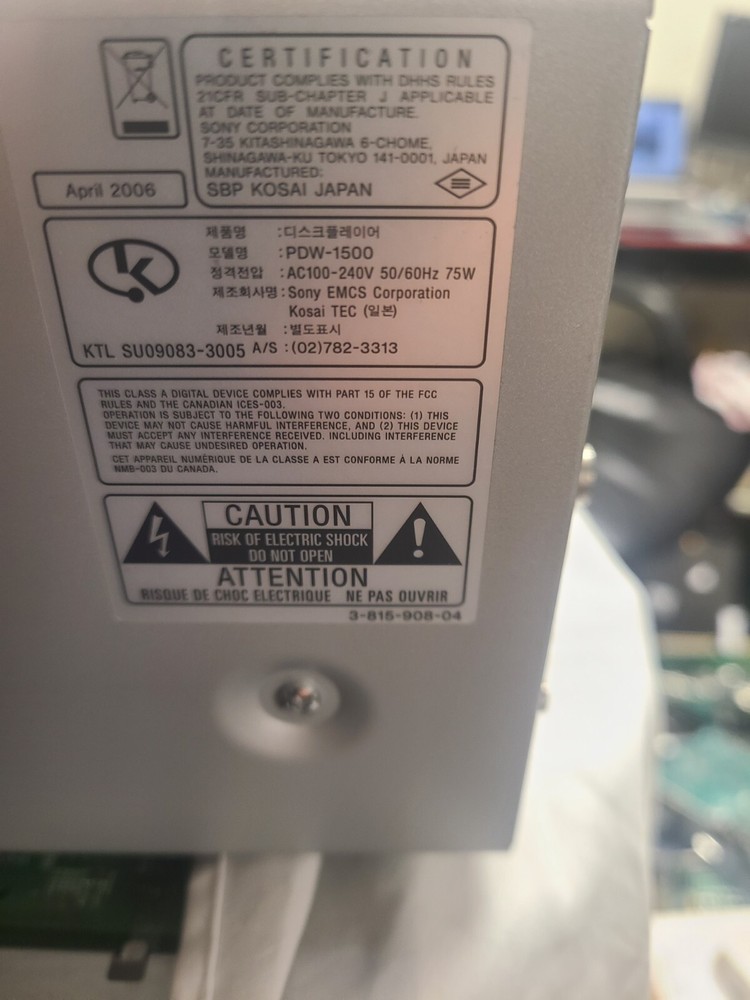 CERTIFICATION
PRODUCT COMPLIES WITH DHHS RULES
21CFR SUB-CHAPTER J APPLICABLE
AT DATE OF MANUFACTURE.
SONY CORPORATION
7-35 KITASHINAGAWA 6-CHOME,
SHINAGAWA-KU TOKYO 141-0001, JAPAN
MANUFACTURED:
SBP KOSAI JAPAN
April 2006
제품명 :디스크플레이어
모델명 :PDW-1500
정격전압 :AC100-240V 50/60Hz 75W
제조회사명:Sony EMCS Corporation
Kosai TEC (일본)
제조년월 :별도표시
KTL SU09083-3005 A/S :(02)782-3313
THIS CLASS A DIGITAL DEVICE COMPLIES WITH PART 15 OF THE FCC
RULES AND THE CANADIAN ICES-003.
OPERATION IS SUBJECT TO THE FOLLOWING TWO CONDITIONS: (1) THIS
DEVICE MAY NOT CAUSE HARMFUL INTERFERENCE, AND (2) THIS DEVICE
MUST ACCEPT ANY INTERFERENCE RECEIVED. INCLUDING INTERFERENCE
THAT MAY CAUSE UNDESIRED OPERATION.
CET APPAREIL NUMÉRIQUE DE LA CLASSE A EST CONFORME À LA NORME
NMB-003 DU CANADA.
CAUTION
RISK OF ELECTRIC SHOCK
DO NOT OPEN
ATTENTION
RISQUE DE CHOC ELECTRIQUE NE PAS OUVRIR
3-815-908-04